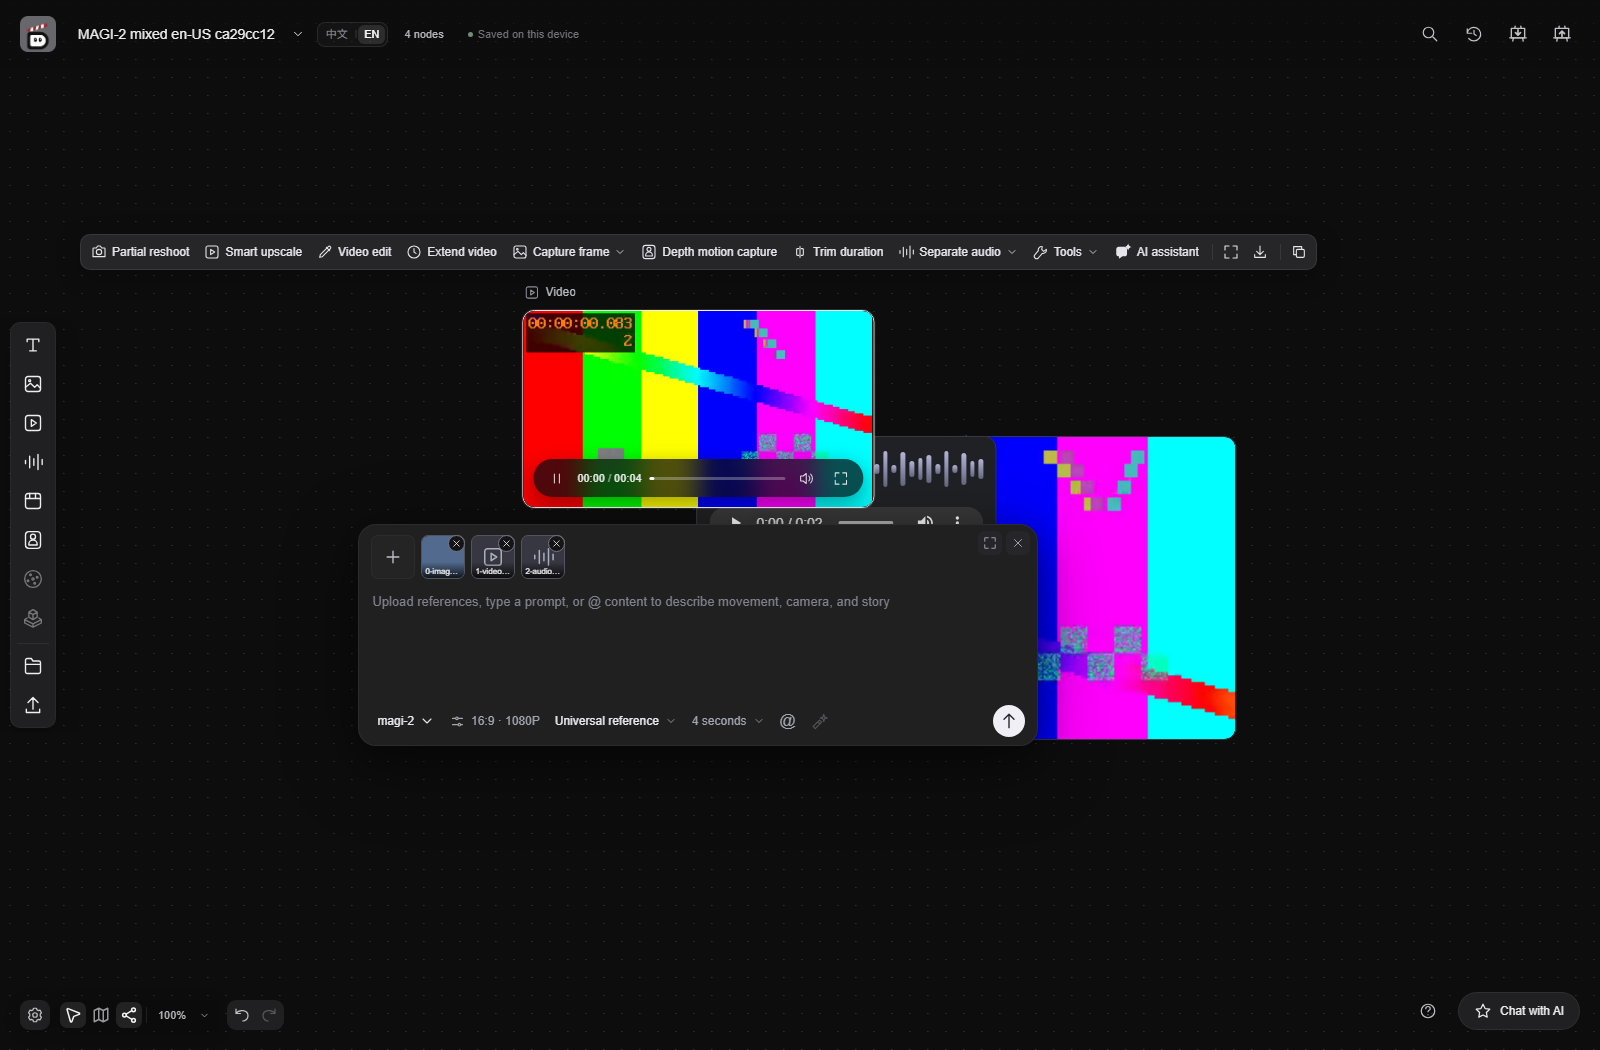 MAGI-2 mixed en-US ca29cc12
中文 EN
4 nodes
Saved on this device
Partial reshoot
Smart upscale
Video edit
Extend video
Capture frame
Depth motion capture
Trim duration
Separate audio
Tools
AI assistant
Video
00:00:00.083
2
00:00 / 00:04
0:00 / 0:02
0-imag...
1-video...
2-audio...
Upload references, type a prompt, or @ content to describe movement, camera, and story
magi-2
16:9 · 1080P
Universal reference
4 seconds
@
100%
Chat with AI